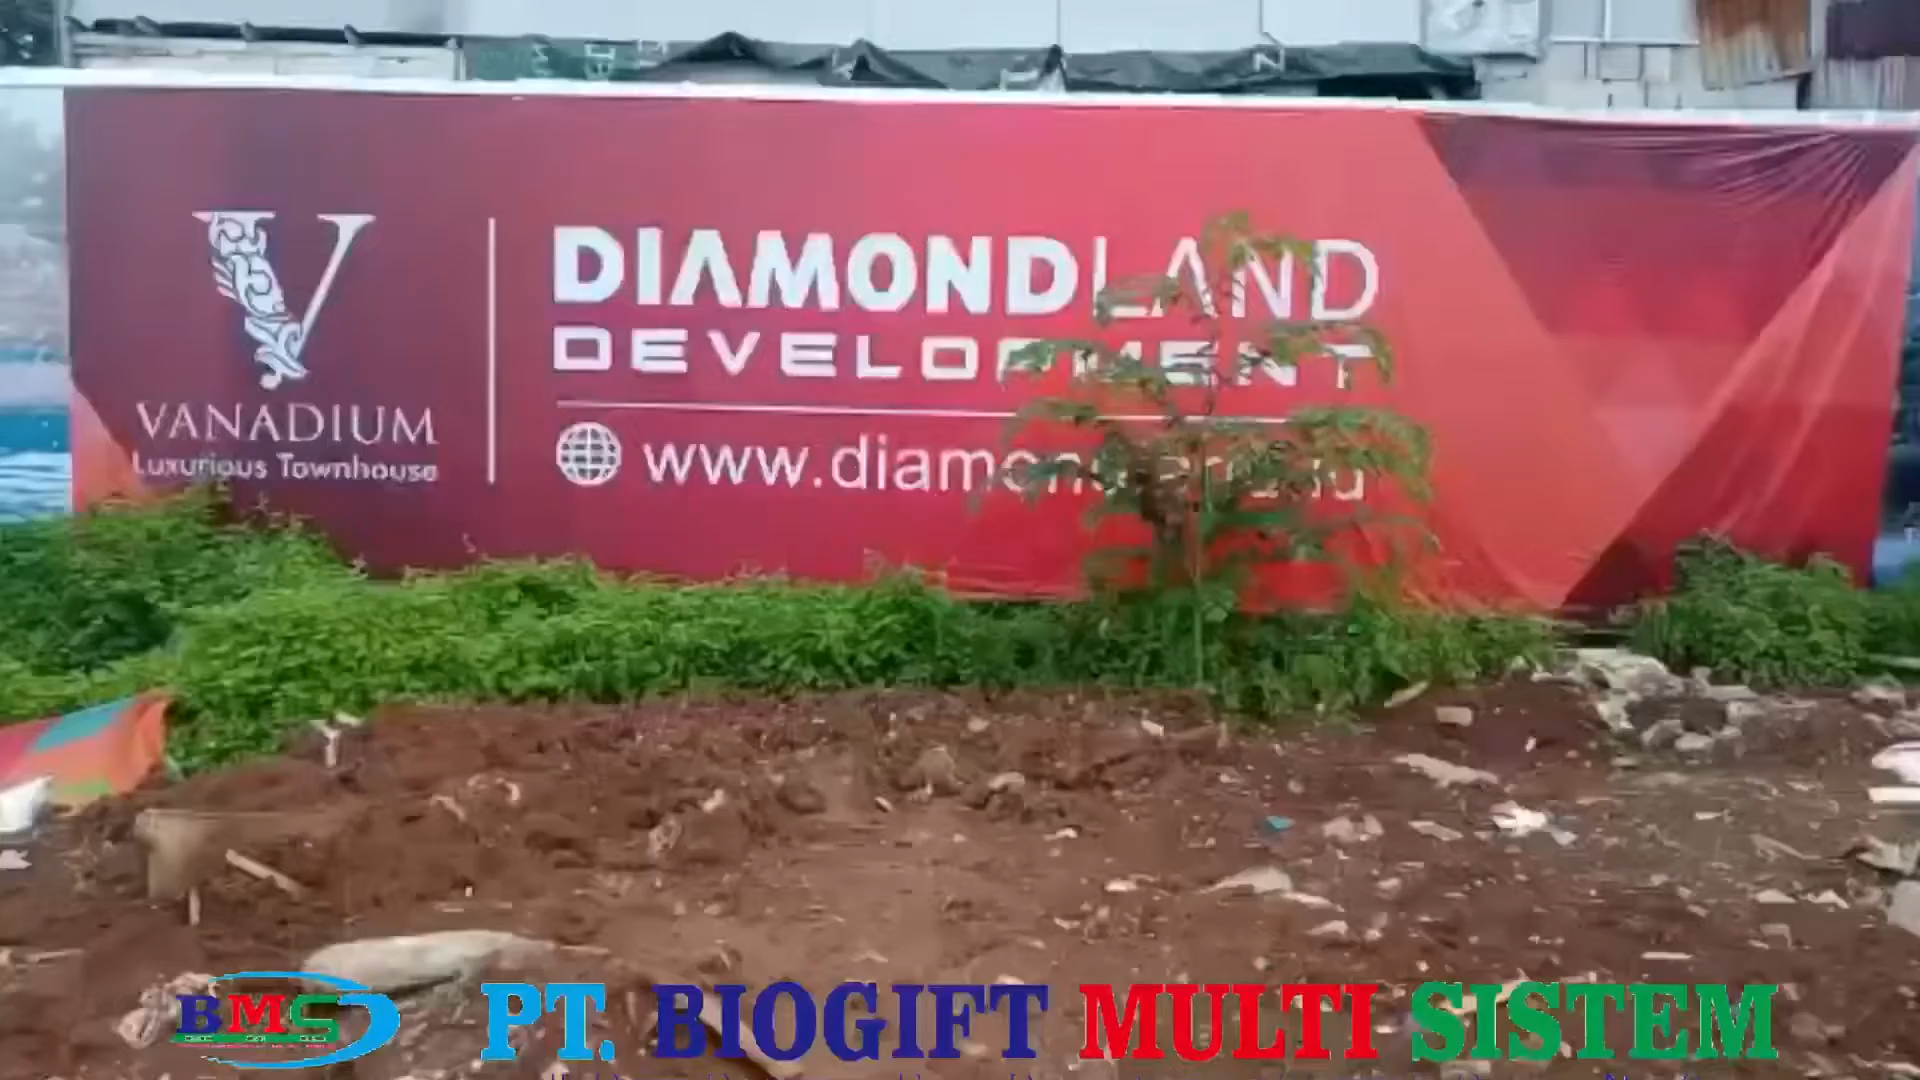 VANADIUM
Luxurious Townhouse
DIAMONDLAND
DEVELOPMENT
BMS
PT. BIOGIFT MULTI SISTEM